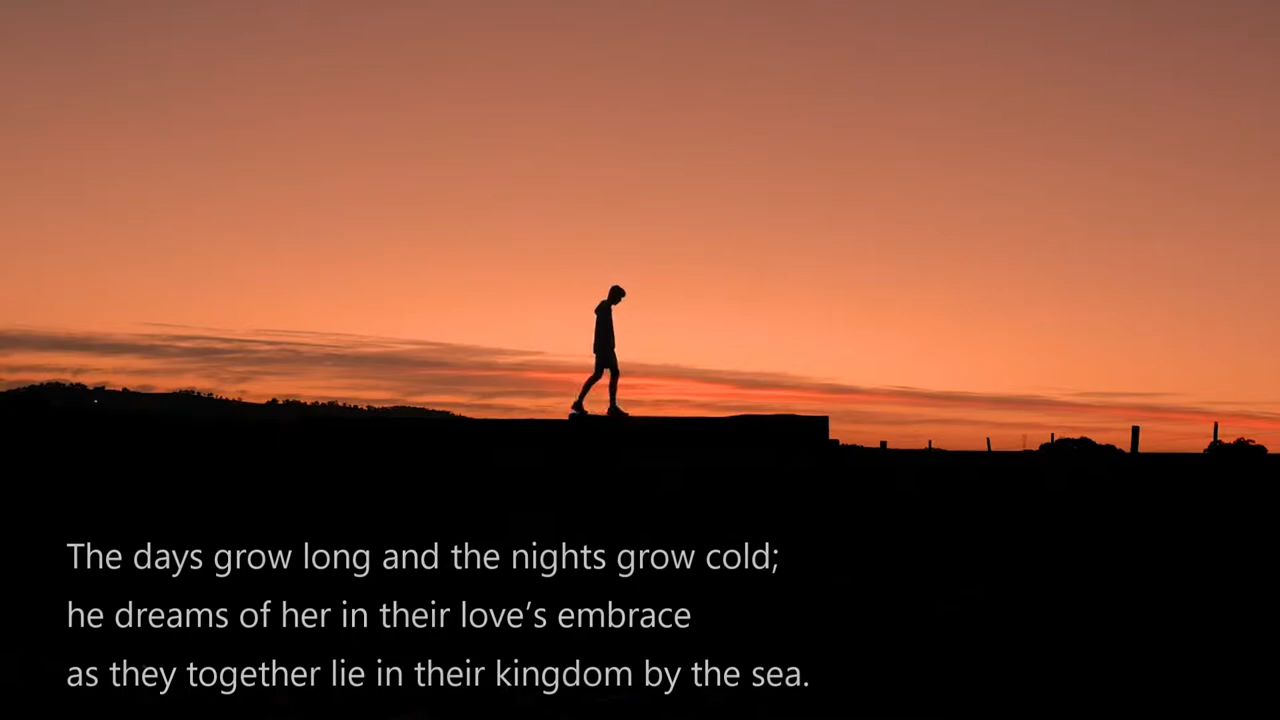 The days grow long and the nights grow cold;
he dreams of her in their love’s embrace
as they together lie in their kingdom by the sea.